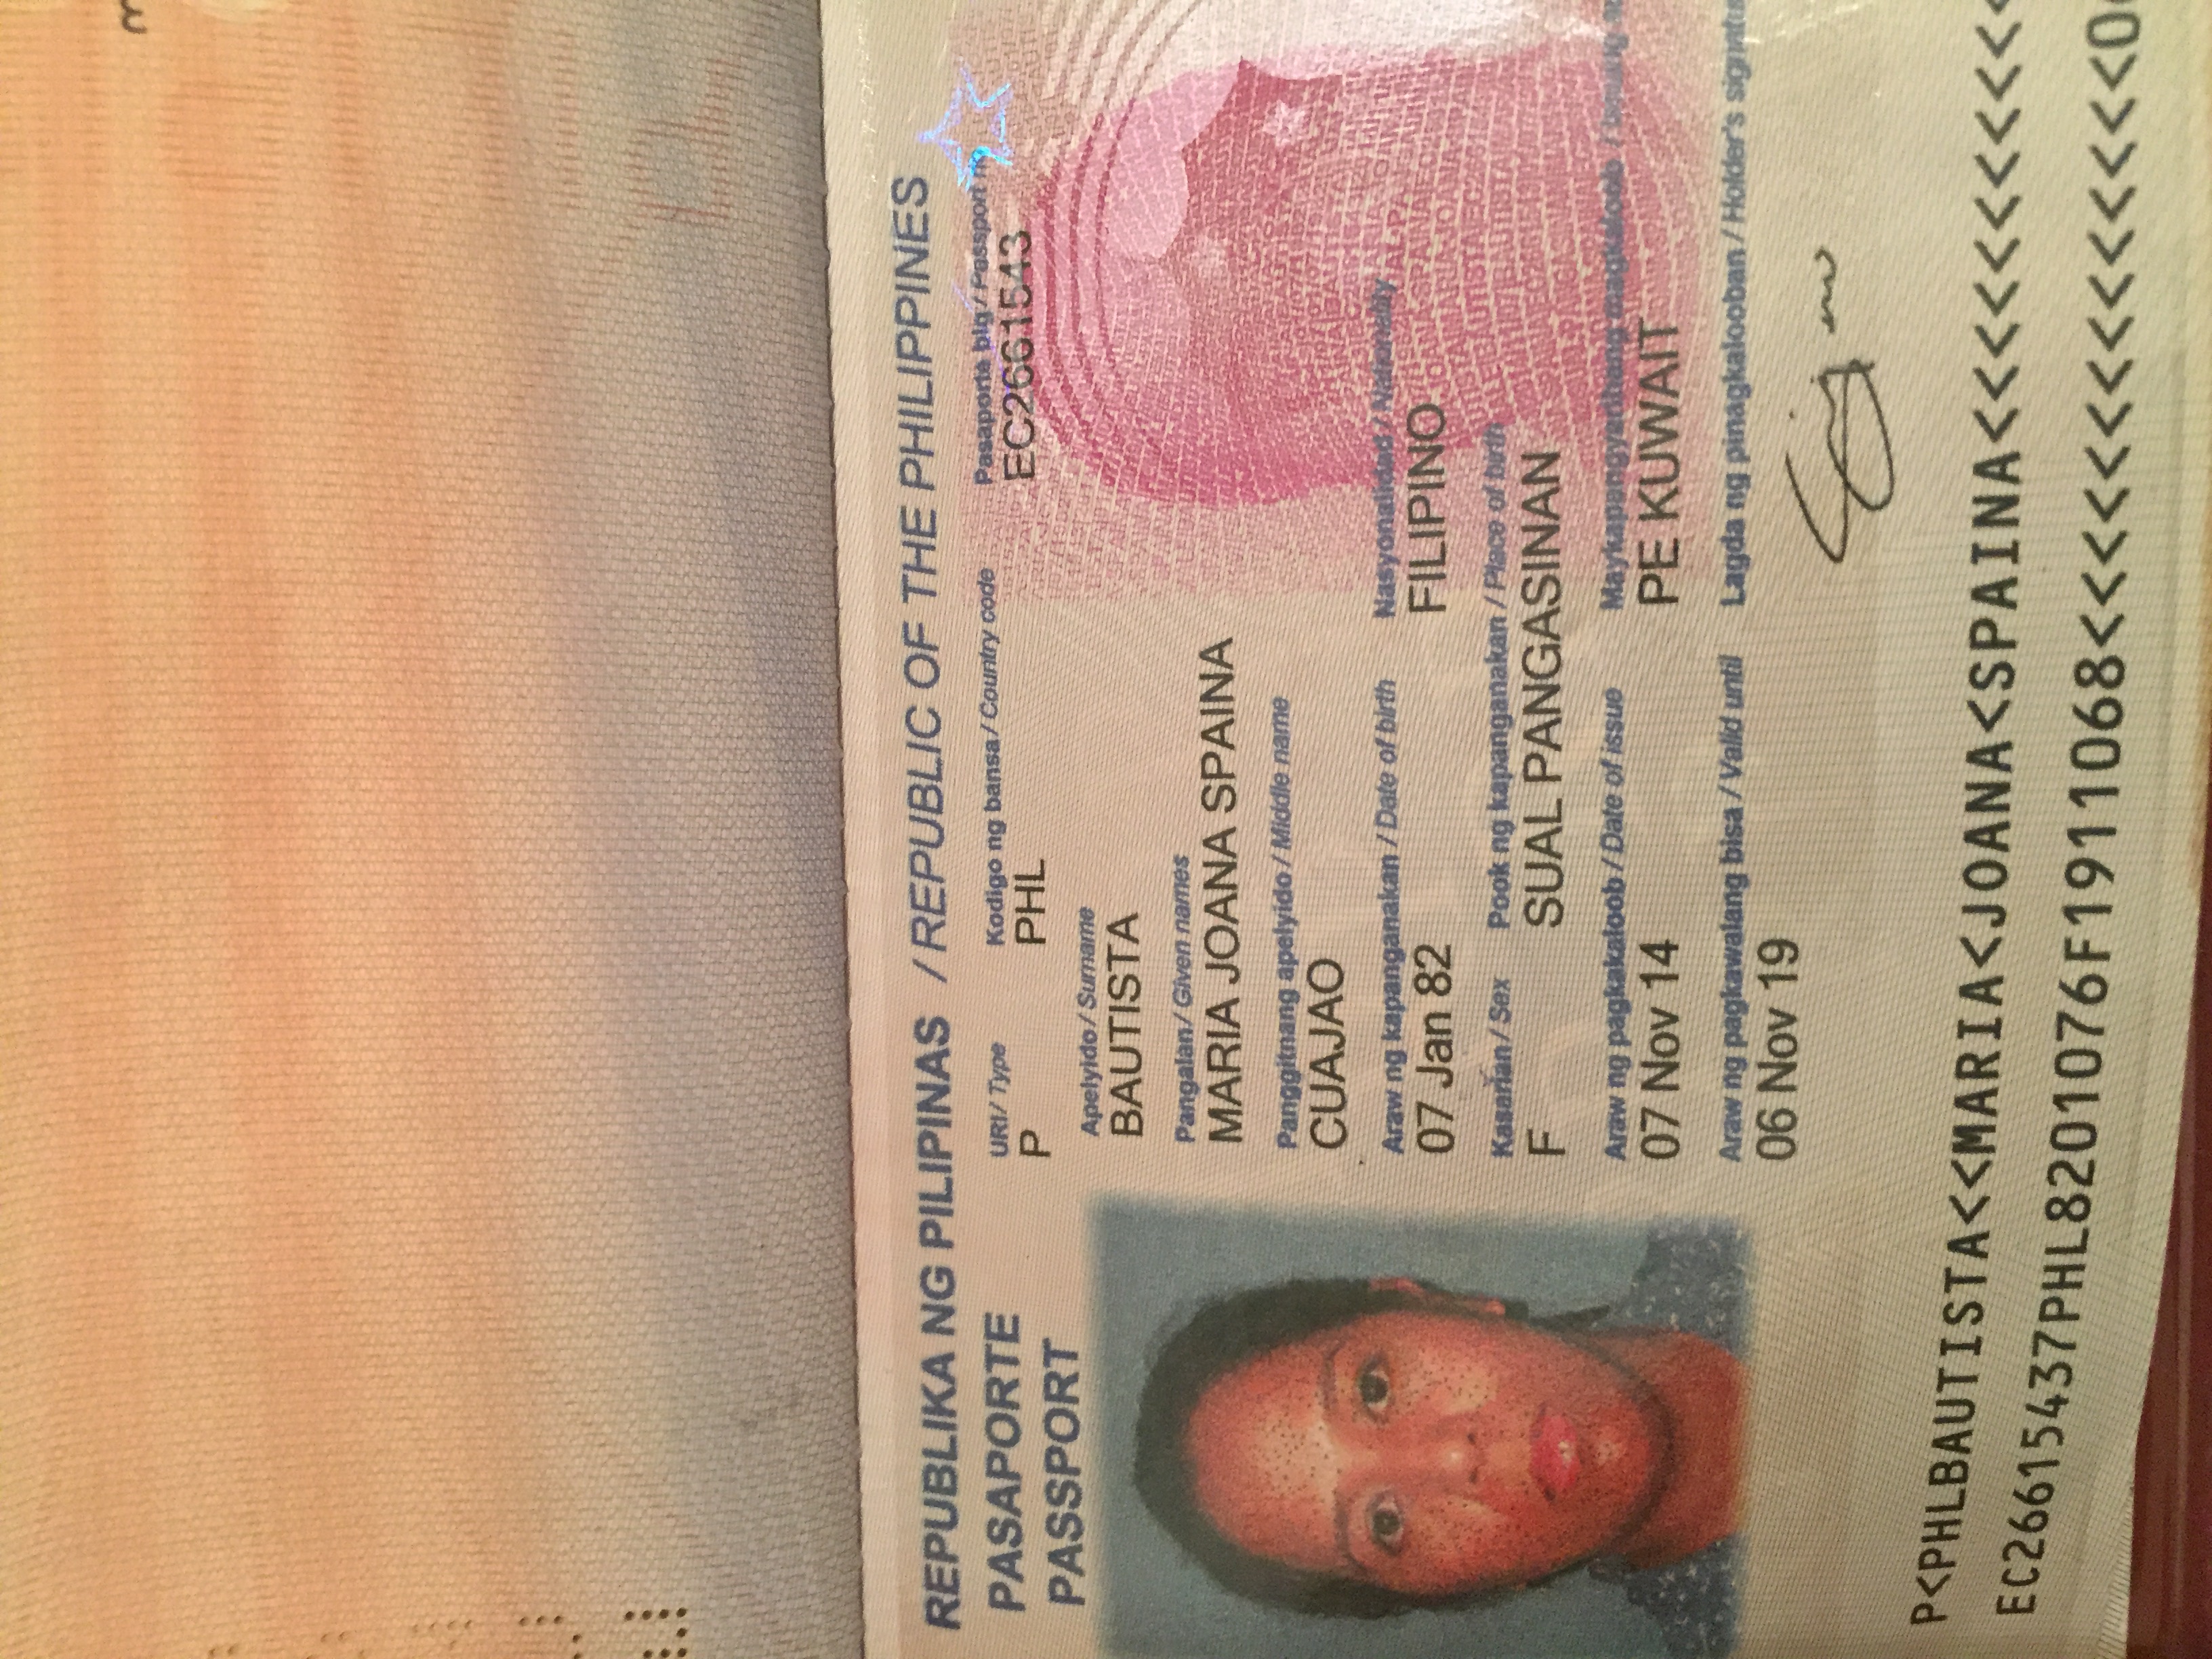 REPUBLIKA NG PILIPINAS / REPUBLIC OF THE PHILIPPINES
PASAPORTE
PASSPORT
URI / Type
P
Kodigo ng bansa / Country code
PHL
Pasaporte blg / Passport no
EC2661543
Apelyido / Surname
BAUTISTA
Pangalan / Given names
MARIA JOANA SPAINA
Panggitnang apelyido / Middle name
CUAJAO
Araw ng kapanganakan / Date of birth
07 Jan 82
Nasyonalidad / Nationality
FILIPINO
Kasarian / Sex
F
Pook ng kapanganakan / Place of birth
SUAL PANGASINAN
Araw ng pagkakaloob / Date of issue
07 Nov 14
Maykapangyarihang magkaloob / Issuing
PE KUWAIT
Araw ng pagkawalang bisa / Valid until
06 Nov 19
Lagda ng pinagkalooban / Holder's
P<PHLBAUTISTA<<MARIA<JOANA<SPAINA<<<<<<<<<<<
EC26615437PHL8201076F1911068<<<<<<<<<<<<<<0